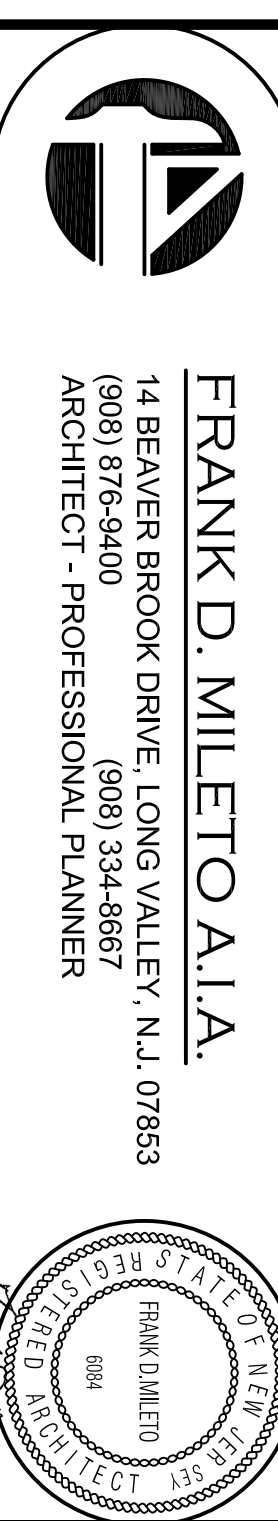 FRANK D. MILETO A.I.A.
14 BEAVER BROOK DRIVE, LONG VALLEY, N.J. 07853
(908) 876-9400 (908) 334-8667
ARCHITECT - PROFESSIONAL PLANNER
STATE OF NEW JERSEY
FRANK D. MILETO
6084
REGISTERED ARCHITECT